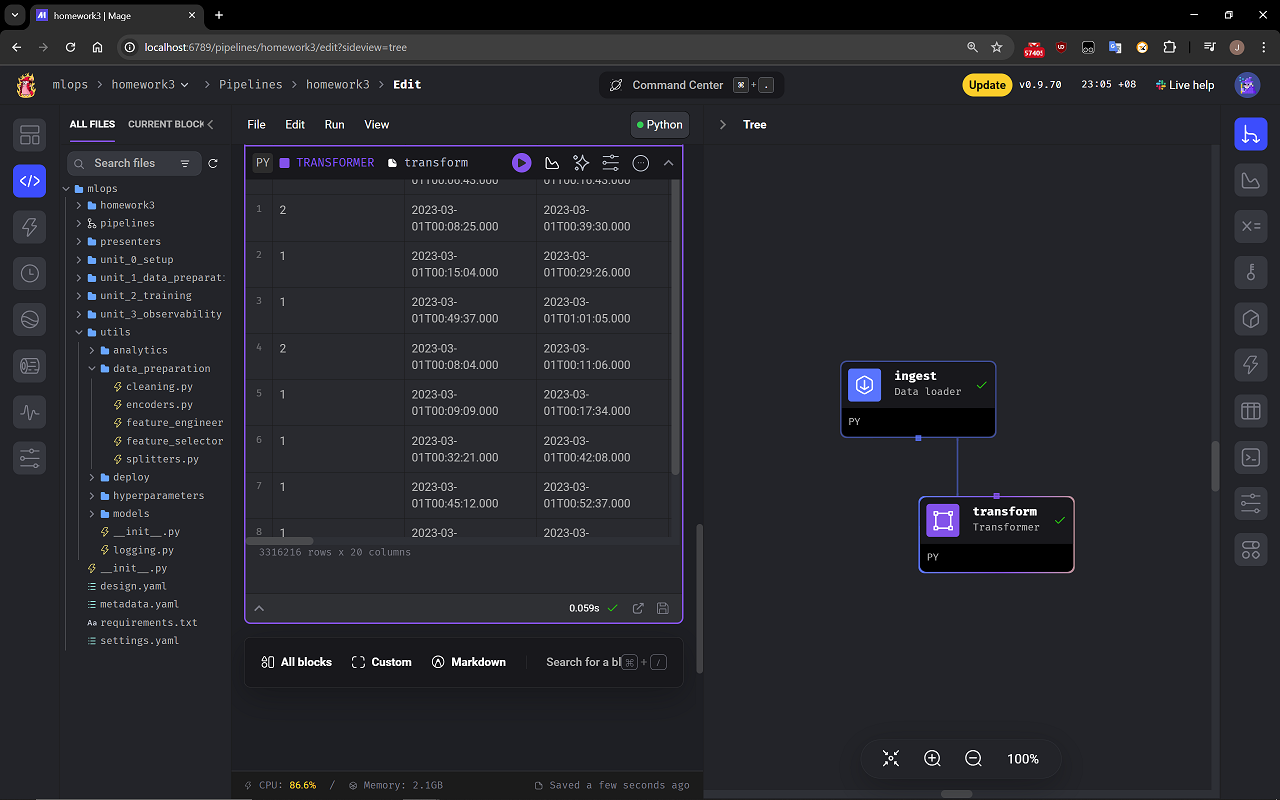 homework3 | Mage
localhost:6789/pipelines/homework3/edit?sideview=tree
57405
J
mlops > homework3 > Pipelines > homework3 > Edit
Command Center ⌘ + .
Update v0.9.70 23:05 +08 Live help
ALL FILES CURRENT BLOCK
File Edit Run View Python
Tree
Search files
PY TRANSFORMER transform
mlops
homework3
pipelines
presenters
unit_0_setup
unit_1_data_preparat
unit_2_training
unit_3_observability
utils
analytics
data_preparation
cleaning.py
encoders.py
feature_engineer
feature_selector
splitters.py
deploy
hyperparameters
models
__init__.py
logging.py
__init__.py
design.yaml
metadata.yaml
Aa requirements.txt
settings.yaml
01T00:06:43.000 01T00:16:43.000
1 2 2023-03-01T00:08:25.000 2023-03-01T00:39:30.000
2 1 2023-03-01T00:15:04.000 2023-03-01T00:29:26.000
3 1 2023-03-01T00:49:37.000 2023-03-01T01:01:05.000
4 2 2023-03-01T00:08:04.000 2023-03-01T00:11:06.000
5 1 2023-03-01T00:09:09.000 2023-03-01T00:17:34.000
6 1 2023-03-01T00:32:21.000 2023-03-01T00:42:08.000
7 1 2023-03-01T00:45:12.000 2023-03-01T00:52:37.000
8 1 2023-03- 2023-03-
3316216 rows x 20 columns
0.059s
All blocks Custom Markdown Search for a bl ⌘ + /
CPU: 86.6% / Memory: 2.1GB Saved a few seconds ago
ingest
Data loader
PY
transform
Transformer
PY
100%